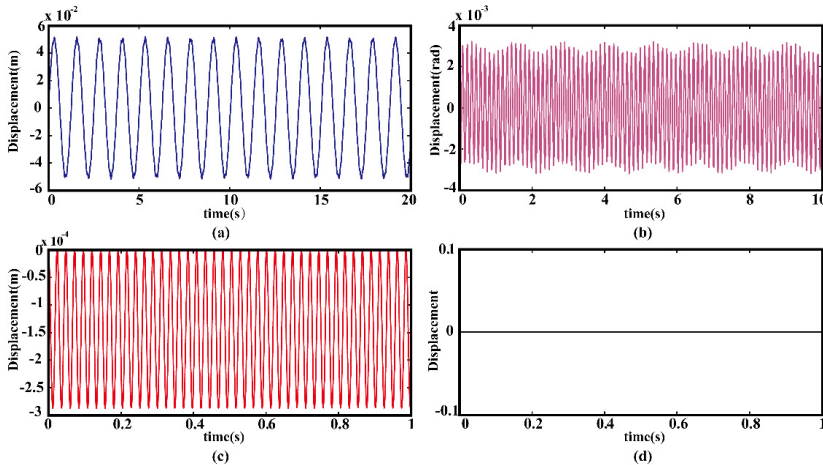 x 10-2
Displacement(m)
6
4
2
0
-2
-4
-6
0 5 10 15 20
time(s)
(a)
x 10-3
Displacement(rad)
4
2
0
-2
-4
0 2 4 6 8 10
time(s)
(b)
x 10-4
Displacement(m)
0
-0.5
-1
-1.5
-2
-2.5
-3
0 0.2 0.4 0.6 0.8 1
time(s)
(c)
Displacement
0.1
0
-0.1
0 0.2 0.4 0.6 0.8 1
time(s)
(d)